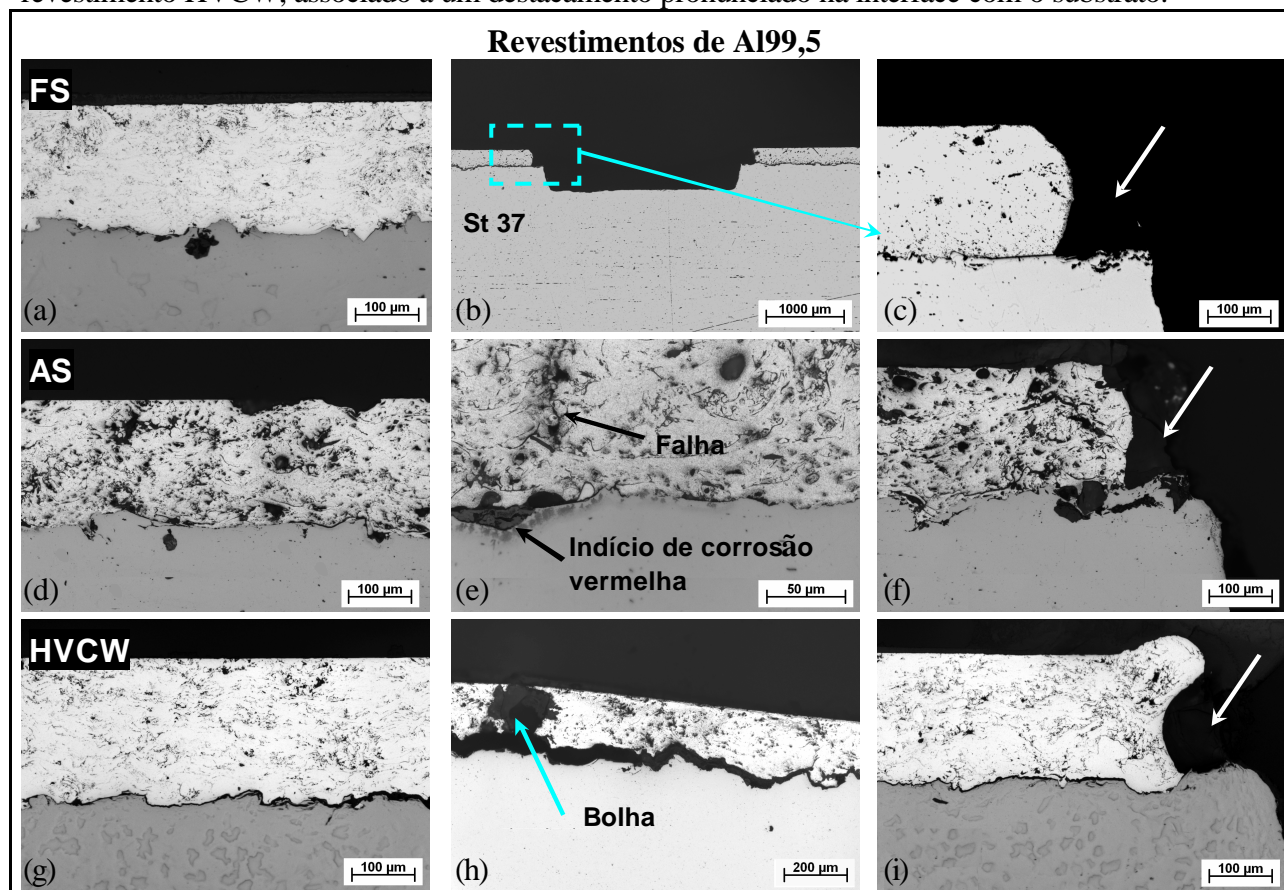 revestimento HVCW, associado a um destacamento pronunciado na interface com o substrato.
Revestimentos de Al99,5
FS
(a)
100 µm
St 37
(b)
1000 µm
(c)
100 µm
AS
(d)
100 µm
Falha
Indício de corrosão
vermelha
(e)
50 µm
(f)
100 µm
HVCW
(g)
100 µm
Bolha
(h)
200 µm
(i)
100 µm